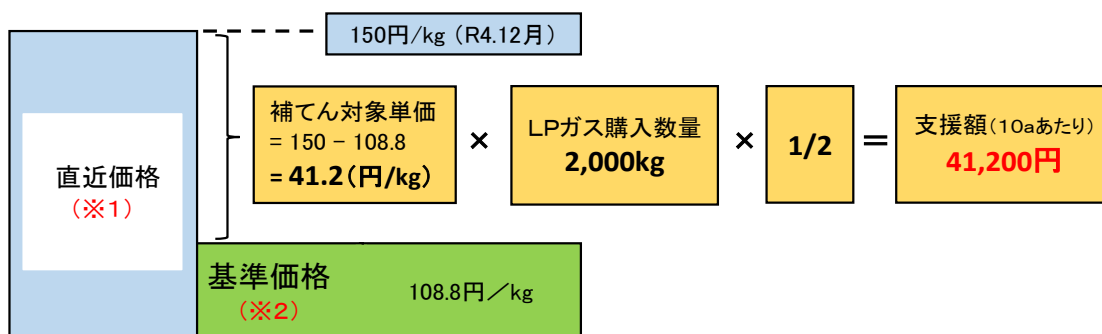 150円/kg（R4.12月）
補てん対象単価
= 150 − 108.8
= 41.2（円/kg）
×
LPガス購入数量
2,000kg
×
1/2
＝
支援額（10aあたり）
41,200円
直近価格
（※1）
基準価格
（※2）
108.8円／kg